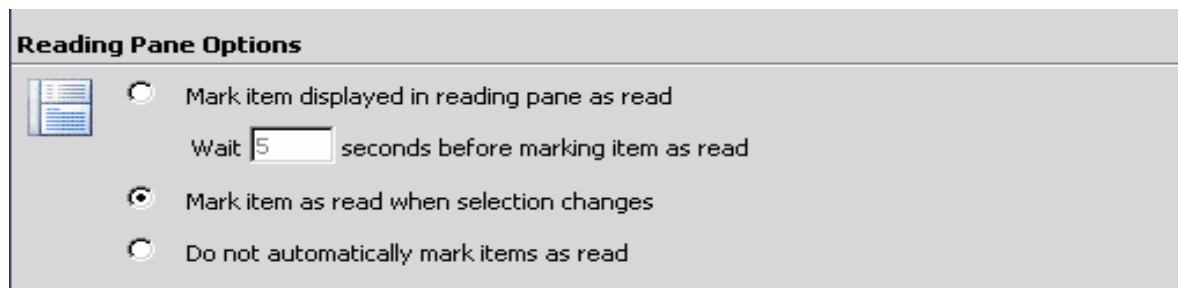 Reading Pane Options
Mark item displayed in reading pane as read
Wait 5 seconds before marking item as read
Mark item as read when selection changes
Do not automatically mark items as read